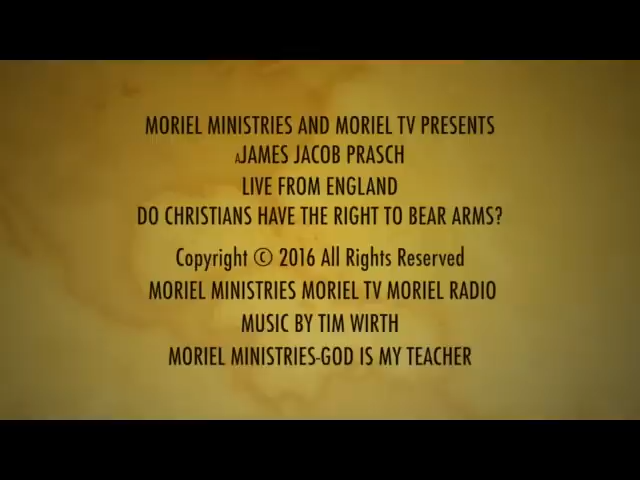 MORIEL MINISTRIES AND MORIEL TV PRESENTS
AJAMES JACOB PRASCH
LIVE FROM ENGLAND
DO CHRISTIANS HAVE THE RIGHT TO BEAR ARMS?
Copyright © 2016 All Rights Reserved
MORIEL MINISTRIES MORIEL TV MORIEL RADIO
MUSIC BY TIM WIRTH
MORIEL MINISTRIES-GOD IS MY TEACHER